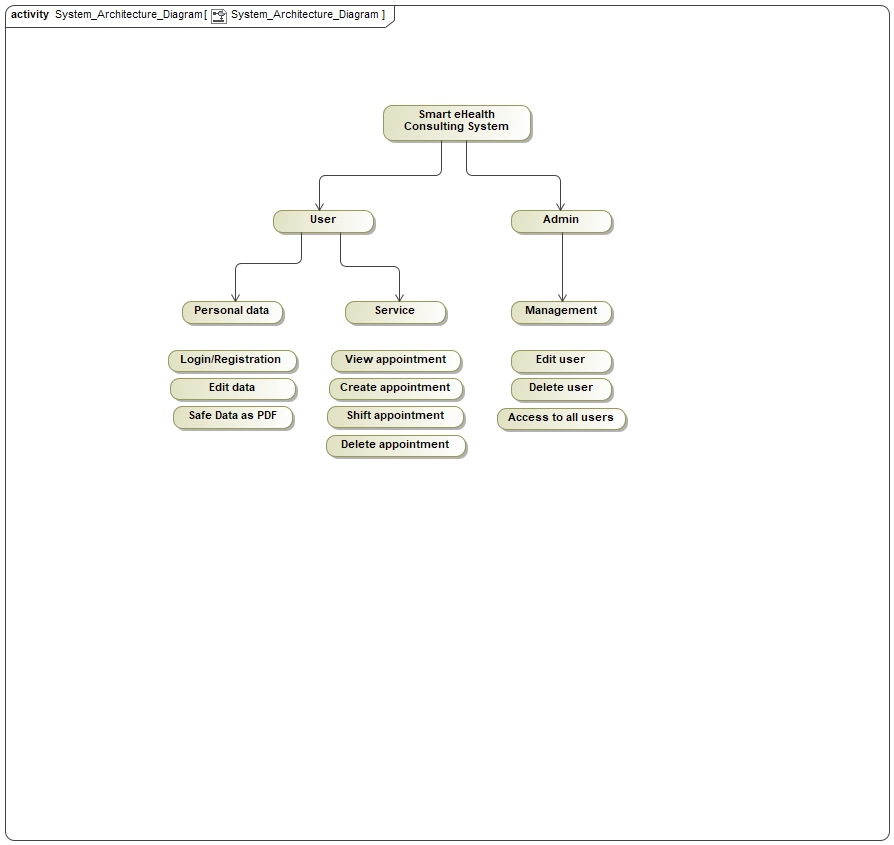 activity System_Architecture_Diagram[ System_Architecture_Diagram ]
Smart eHealth
Consulting System
User
Admin
Personal data
Service
Management
Login/Registration
View appointment
Edit user
Edit data
Create appointment
Delete user
Safe Data as PDF
Shift appointment
Access to all users
Delete appointment